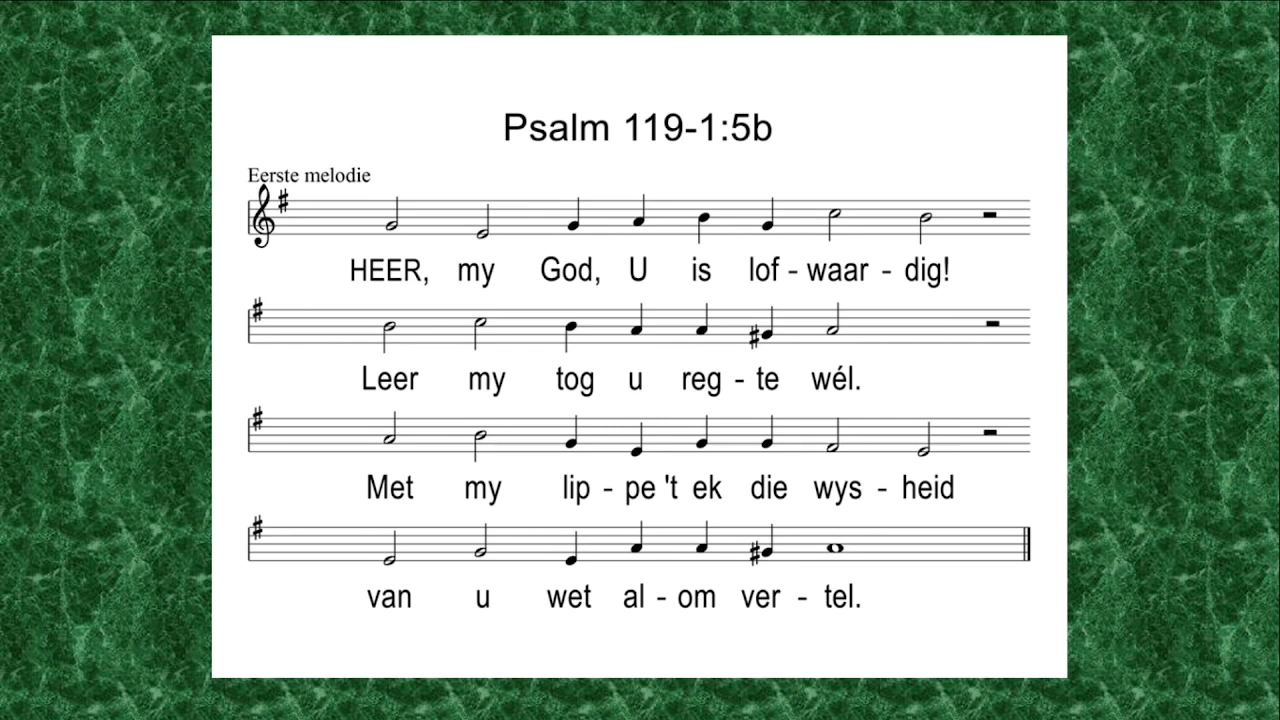 Psalm 119-1:5b
Eerste melodie
HEER, my God, U is lof - waar - dig!
Leer my tog u reg - te wél.
Met my lip - pe 't ek die wys - heid
van u wet al - om ver - tel.